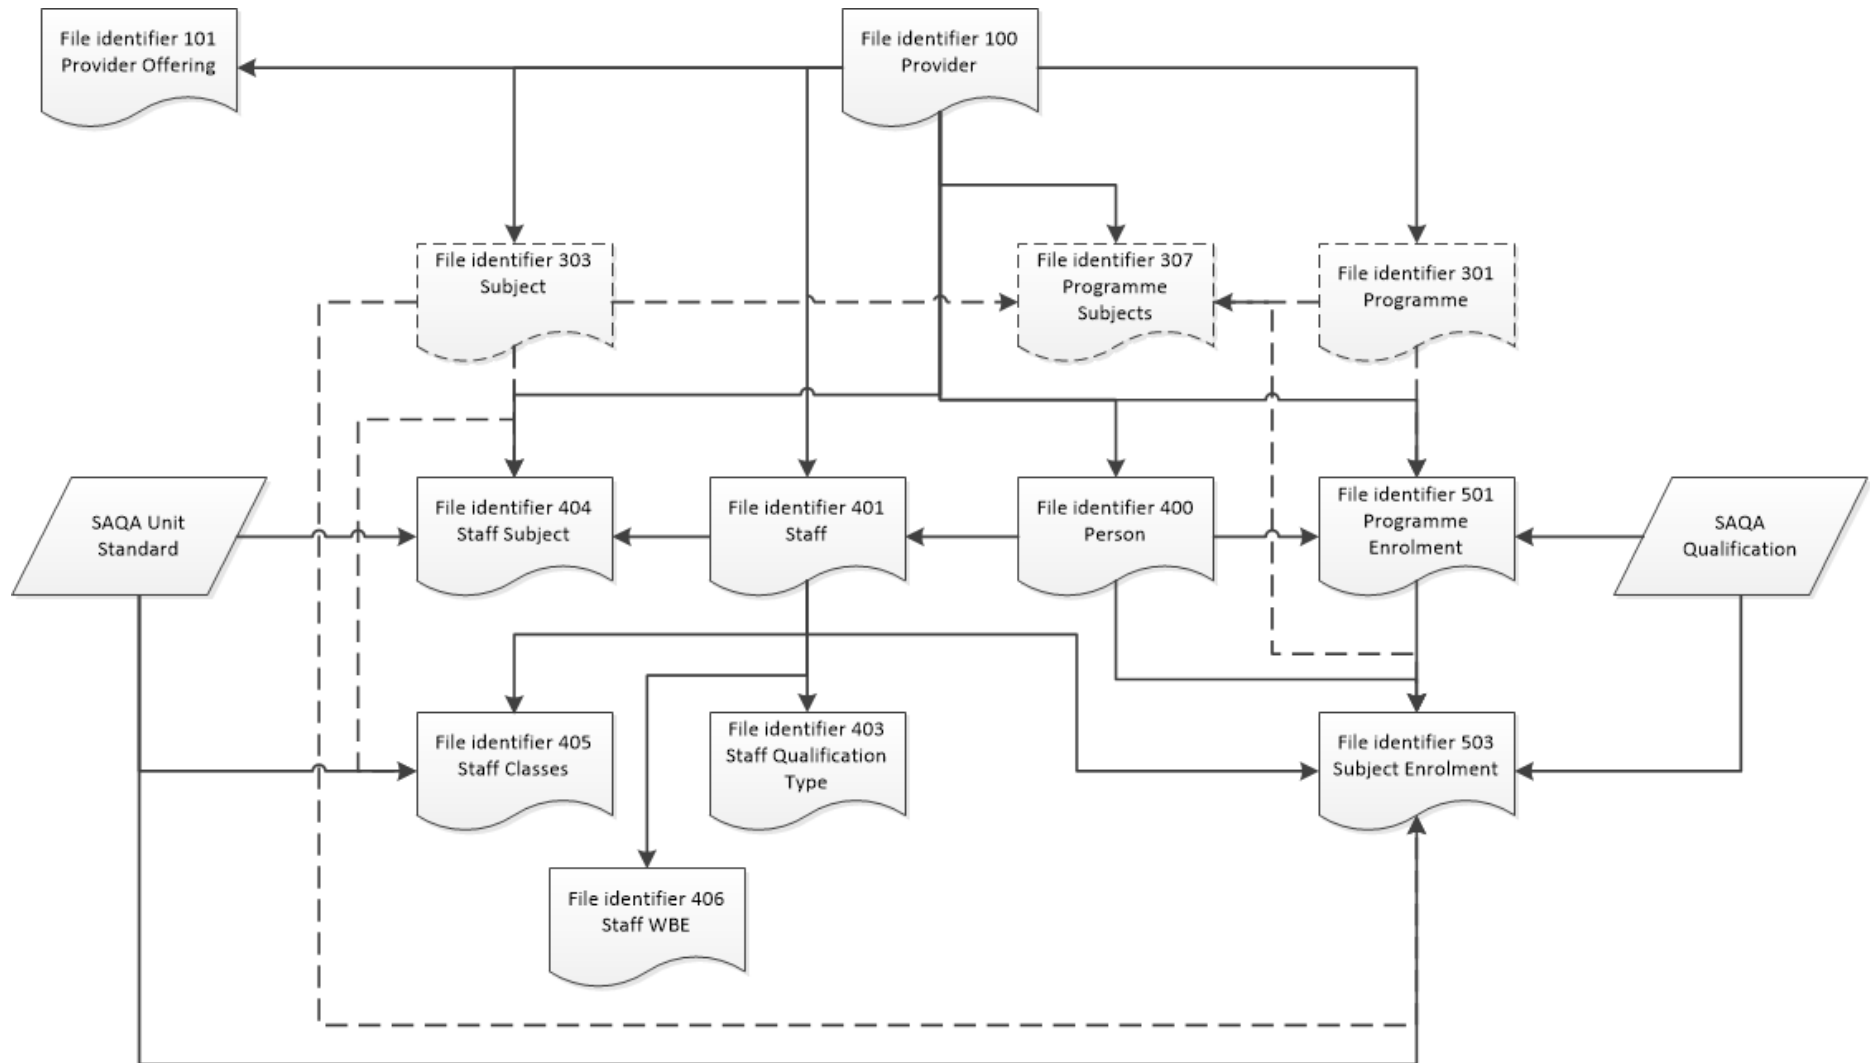 File identifier 101
Provider Offering
File identifier 100
Provider
File identifier 303
Subject
File identifier 307
Programme
Subjects
File identifier 301
Programme
SAQA Unit
Standard
File identifier 404
Staff Subject
File identifier 401
Staff
File identifier 400
Person
File identifier 501
Programme
Enrolment
SAQA
Qualification
File identifier 405
Staff Classes
File identifier 403
Staff Qualification
Type
File identifier 503
Subject Enrolment
File identifier 406
Staff WBE